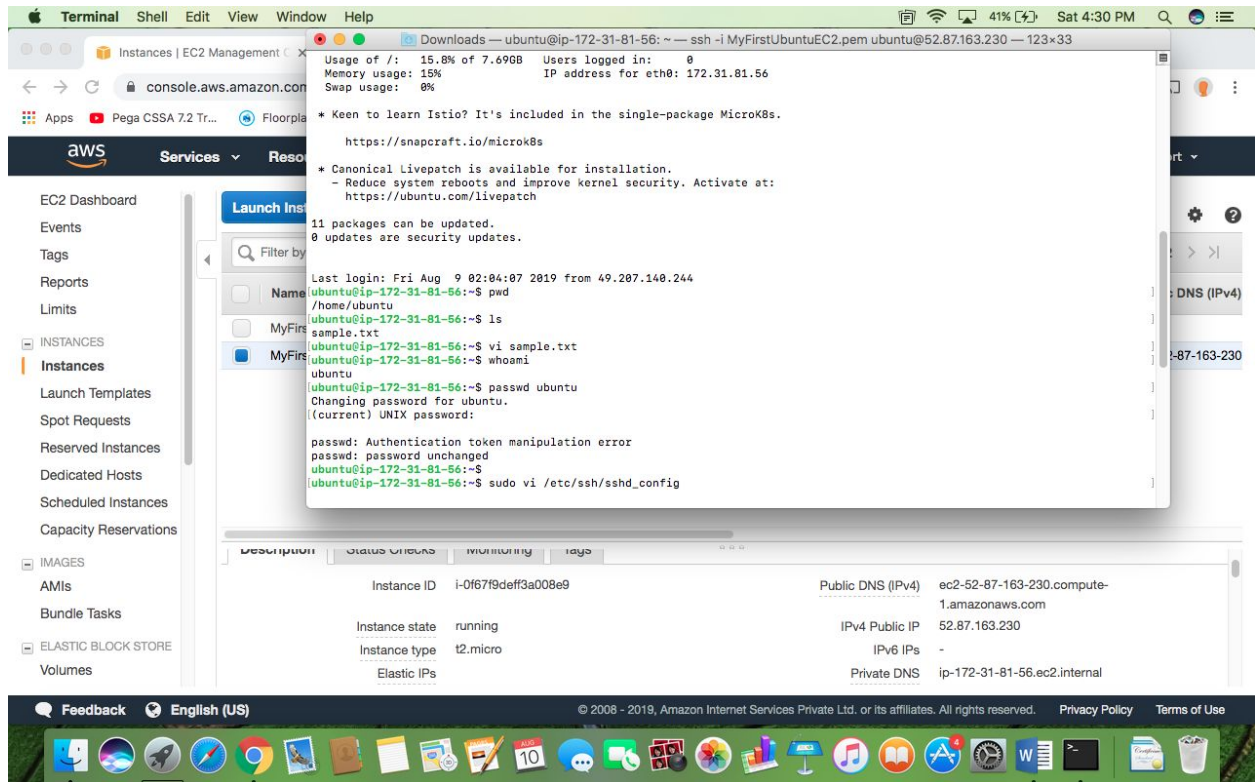 Terminal Shell Edit View Window Help 41% Sat 4:30 PM
Instances | EC2 Management C
Downloads — ubuntu@ip-172-31-81-56: ~ — ssh -i MyFirstUbuntuEC2.pem ubuntu@52.87.163.230 — 123×33
console.aws.amazon.com
Apps Pega CSSA 7.2 Tr... Floorpla
aws Services Resou rt
EC2 Dashboard
Events
Tags
Reports
Limits
INSTANCES
Instances
Launch Templates
Spot Requests
Reserved Instances
Dedicated Hosts
Scheduled Instances
Capacity Reservations
IMAGES
AMIs
Bundle Tasks
ELASTIC BLOCK STORE
Volumes
Launch Inst
Filter by
Name : DNS (IPv4)
MyFirs
MyFirs 2-87-163-230
Usage of /: 15.8% of 7.69GB Users logged in: 0
Memory usage: 15% IP address for eth0: 172.31.81.56
Swap usage: 0%
* Keen to learn Istio? It's included in the single-package MicroK8s.
https://snapcraft.io/microk8s
* Canonical Livepatch is available for installation.
- Reduce system reboots and improve kernel security. Activate at:
https://ubuntu.com/livepatch
11 packages can be updated.
0 updates are security updates.
Last login: Fri Aug 9 02:04:07 2019 from 49.207.140.244
[ubuntu@ip-172-31-81-56:~$ pwd ]
/home/ubuntu
[ubuntu@ip-172-31-81-56:~$ ls ]
sample.txt
[ubuntu@ip-172-31-81-56:~$ vi sample.txt ]
[ubuntu@ip-172-31-81-56:~$ whoami ]
ubuntu
[ubuntu@ip-172-31-81-56:~$ passwd ubuntu ]
Changing password for ubuntu.
[(current) UNIX password: ]
passwd: Authentication token manipulation error
passwd: password unchanged
ubuntu@ip-172-31-81-56:~$
[ubuntu@ip-172-31-81-56:~$ sudo vi /etc/ssh/sshd_config ]
Description Status Checks Monitoring Tags
Instance ID i-0f67f9deff3a008e9
Instance state running
Instance type t2.micro
Elastic IPs
Public DNS (IPv4) ec2-52-87-163-230.compute-
1.amazonaws.com
IPv4 Public IP 52.87.163.230
IPv6 IPs -
Private DNS ip-172-31-81-56.ec2.internal
Feedback English (US) © 2008 - 2019, Amazon Internet Services Private Ltd. or its affiliates. All rights reserved. Privacy Policy Terms of Use
AUG
10
4
W